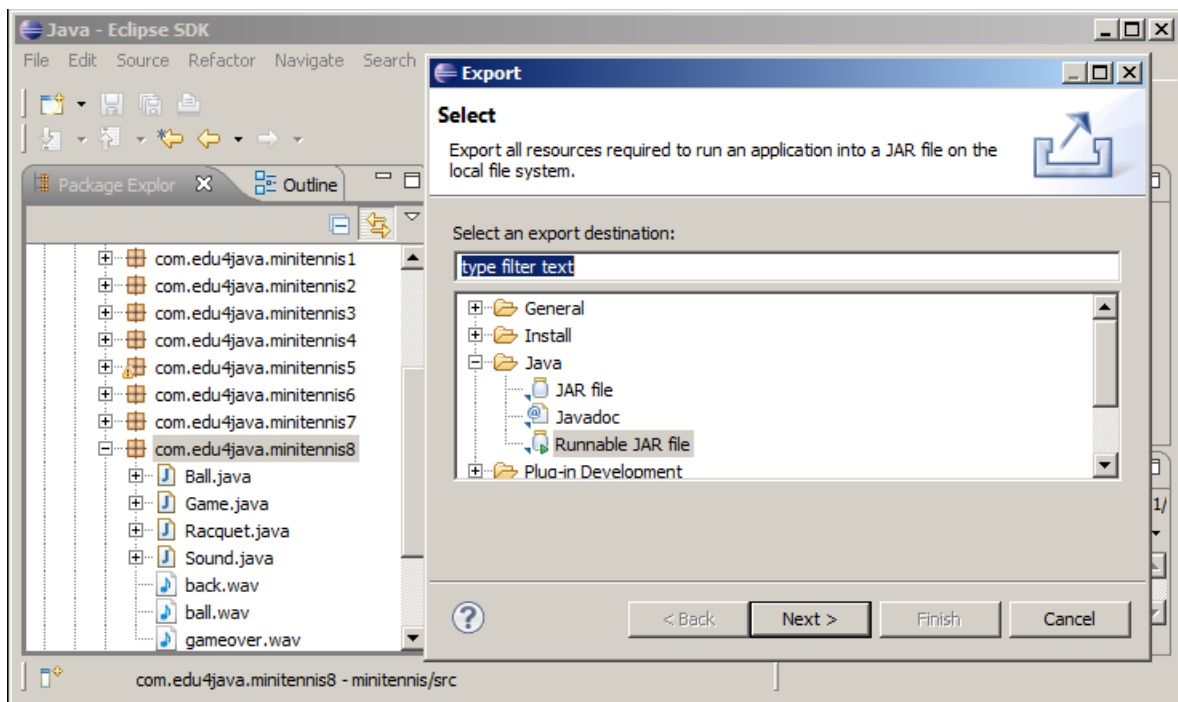 Java - Eclipse SDK
File Edit Source Refactor Navigate Search
Package Explor
Outline
com.edu4java.minitennis1
com.edu4java.minitennis2
com.edu4java.minitennis3
com.edu4java.minitennis4
com.edu4java.minitennis5
com.edu4java.minitennis6
com.edu4java.minitennis7
com.edu4java.minitennis8
Ball.java
Game.java
Racquet.java
Sound.java
back.wav
ball.wav
gameover.wav
com.edu4java.minitennis8 - minitennis/src
Export
Select
Export all resources required to run an application into a JAR file on the
local file system.
Select an export destination:
type filter text
General
Install
Java
JAR file
Javadoc
Runnable JAR file
Plug-in Development
< Back Next > Finish Cancel
1/